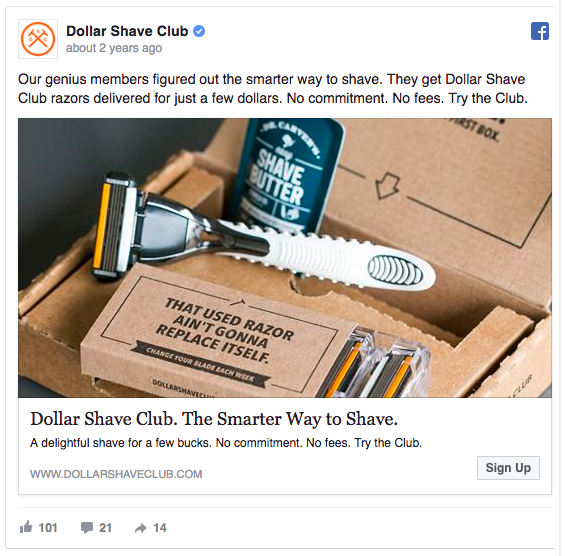 Dollar Shave Club
about 2 years ago
Our genius members figured out the smarter way to shave. They get Dollar Shave
Club razors delivered for just a few dollars. No commitment. No fees. Try the Club.
FIRST BOX.
DR. CARVER'S
SHAVE
BUTTER
THAT USED RAZOR
AIN'T GONNA
REPLACE ITSELF.
CHANGE YOUR BLADE EACH WEEK
DOLLARSHAVECLU
CLUB
Dollar Shave Club. The Smarter Way to Shave.
A delightful shave for a few bucks. No commitment. No fees. Try the Club.
WWW.DOLLARSHAVECLUB.COM
Sign Up
101
21
14